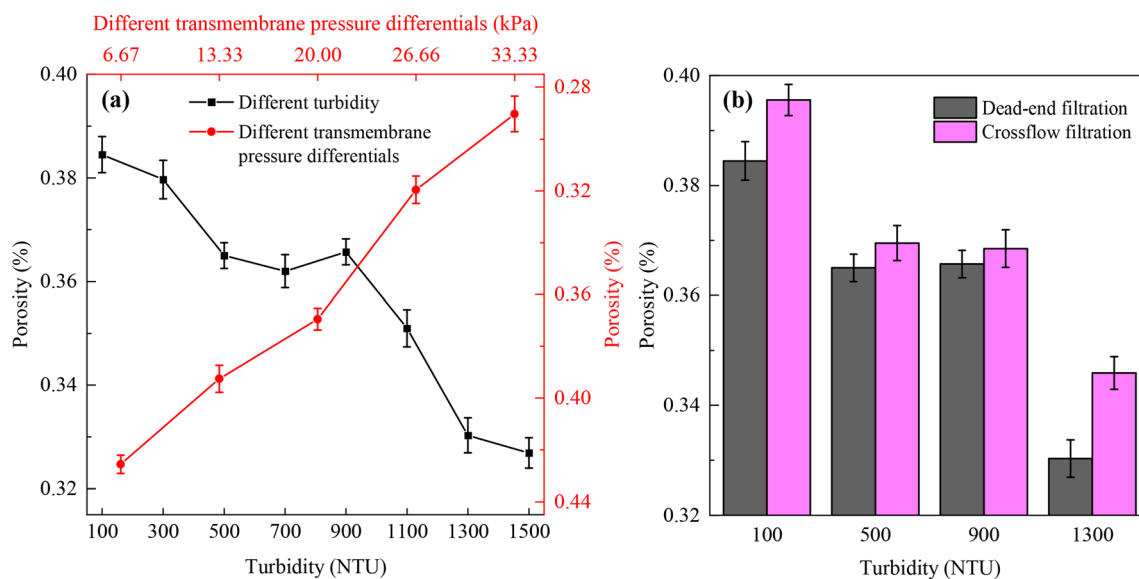 Different transmembrane pressure differentials (kPa)
6.67 13.33 20.00 26.66 33.33
(a)
Different turbidity
Different transmembrane
pressure differentials
0.40
0.38
0.36
0.34
0.32
Porosity (%)
0.28
0.32
0.36
0.40
0.44
Porosity (%)
100 300 500 700 900 1100 1300 1500
Turbidity (NTU)
(b)
Dead-end filtration
Crossflow filtration
0.40
0.38
0.36
0.34
0.32
Porosity (%)
100 500 900 1300
Turbidity (NTU)